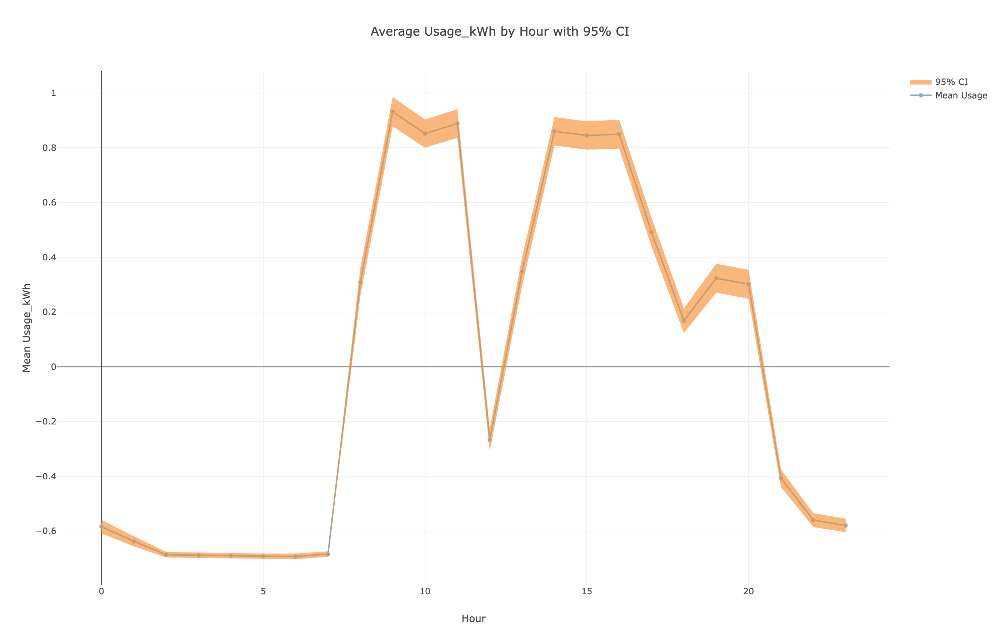 Average Usage_kWh by Hour with 95% CI
95% CI
Mean Usage
Mean Usage_kWh
1
0.8
0.6
0.4
0.2
0
−0.2
−0.4
−0.6
0 5 10 15 20
Hour